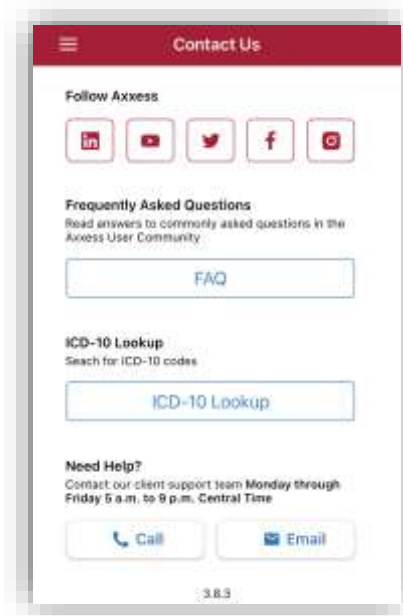 Contact Us
Follow Axxess
in
f
Frequently Asked Questions
Read answers to commonly asked questions in the
Axxess User Community
FAQ
ICD-10 Lookup
Seach for ICD-10 codes
ICD-10 Lookup
Need Help?
Contact our client support team Monday through
Friday 5 a.m. to 9 p.m. Central Time
Call
Email
3.8.3